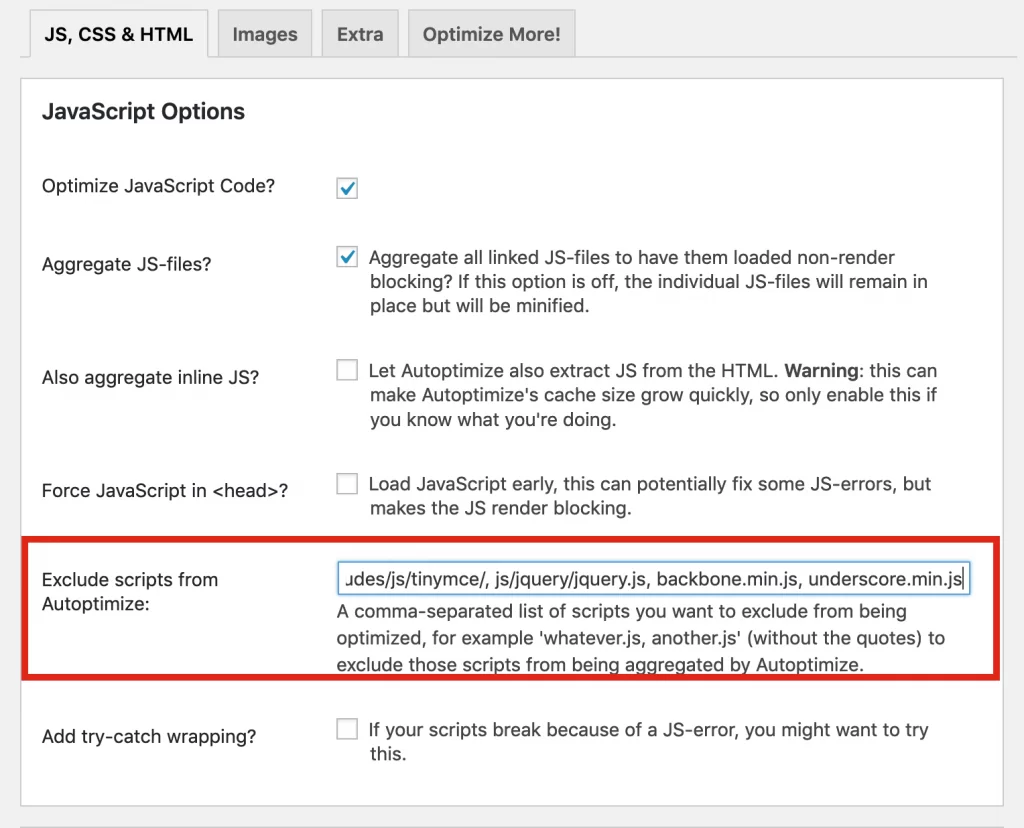 JS, CSS & HTML Images Extra Optimize More!
JavaScript Options
Optimize JavaScript Code?
Aggregate JS-files?
Aggregate all linked JS-files to have them loaded non-render
blocking? If this option is off, the individual JS-files will remain in
place but will be minified.
Also aggregate inline JS?
Let Autoptimize also extract JS from the HTML. Warning: this can
make Autoptimize's cache size grow quickly, so only enable this if
you know what you're doing.
Force JavaScript in <head>?
Load JavaScript early, this can potentially fix some JS-errors, but
makes the JS render blocking.
Exclude scripts from
Autoptimize:
udes/js/tinymce/, js/jquery/jquery.js, backbone.min.js, underscore.min.js
A comma-separated list of scripts you want to exclude from being
optimized, for example 'whatever.js, another.js' (without the quotes) to
exclude those scripts from being aggregated by Autoptimize.
Add try-catch wrapping?
If your scripts break because of a JS-error, you might want to try
this.